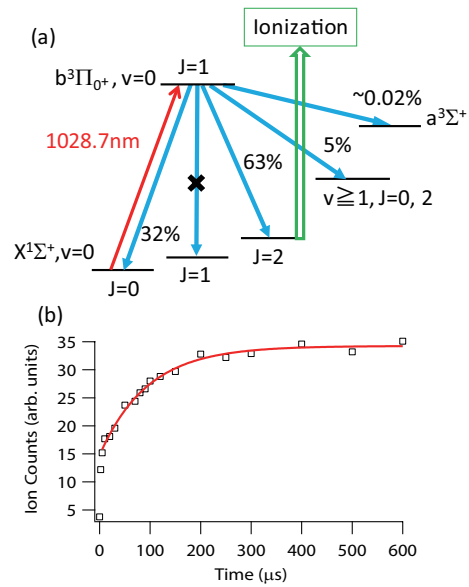 (a)
Ionization
J=1
b³Π₀+, v=0
~0.02%
a³Σ⁺
1028.7nm
63%
5%
v≧1, J=0, 2
32%
X¹Σ⁺,v=0
J=0
J=1
J=2
(b)
Ion Counts (arb. units)
35
30
25
20
15
10
5
0 100 200 300 400 500 600
Time (µs)